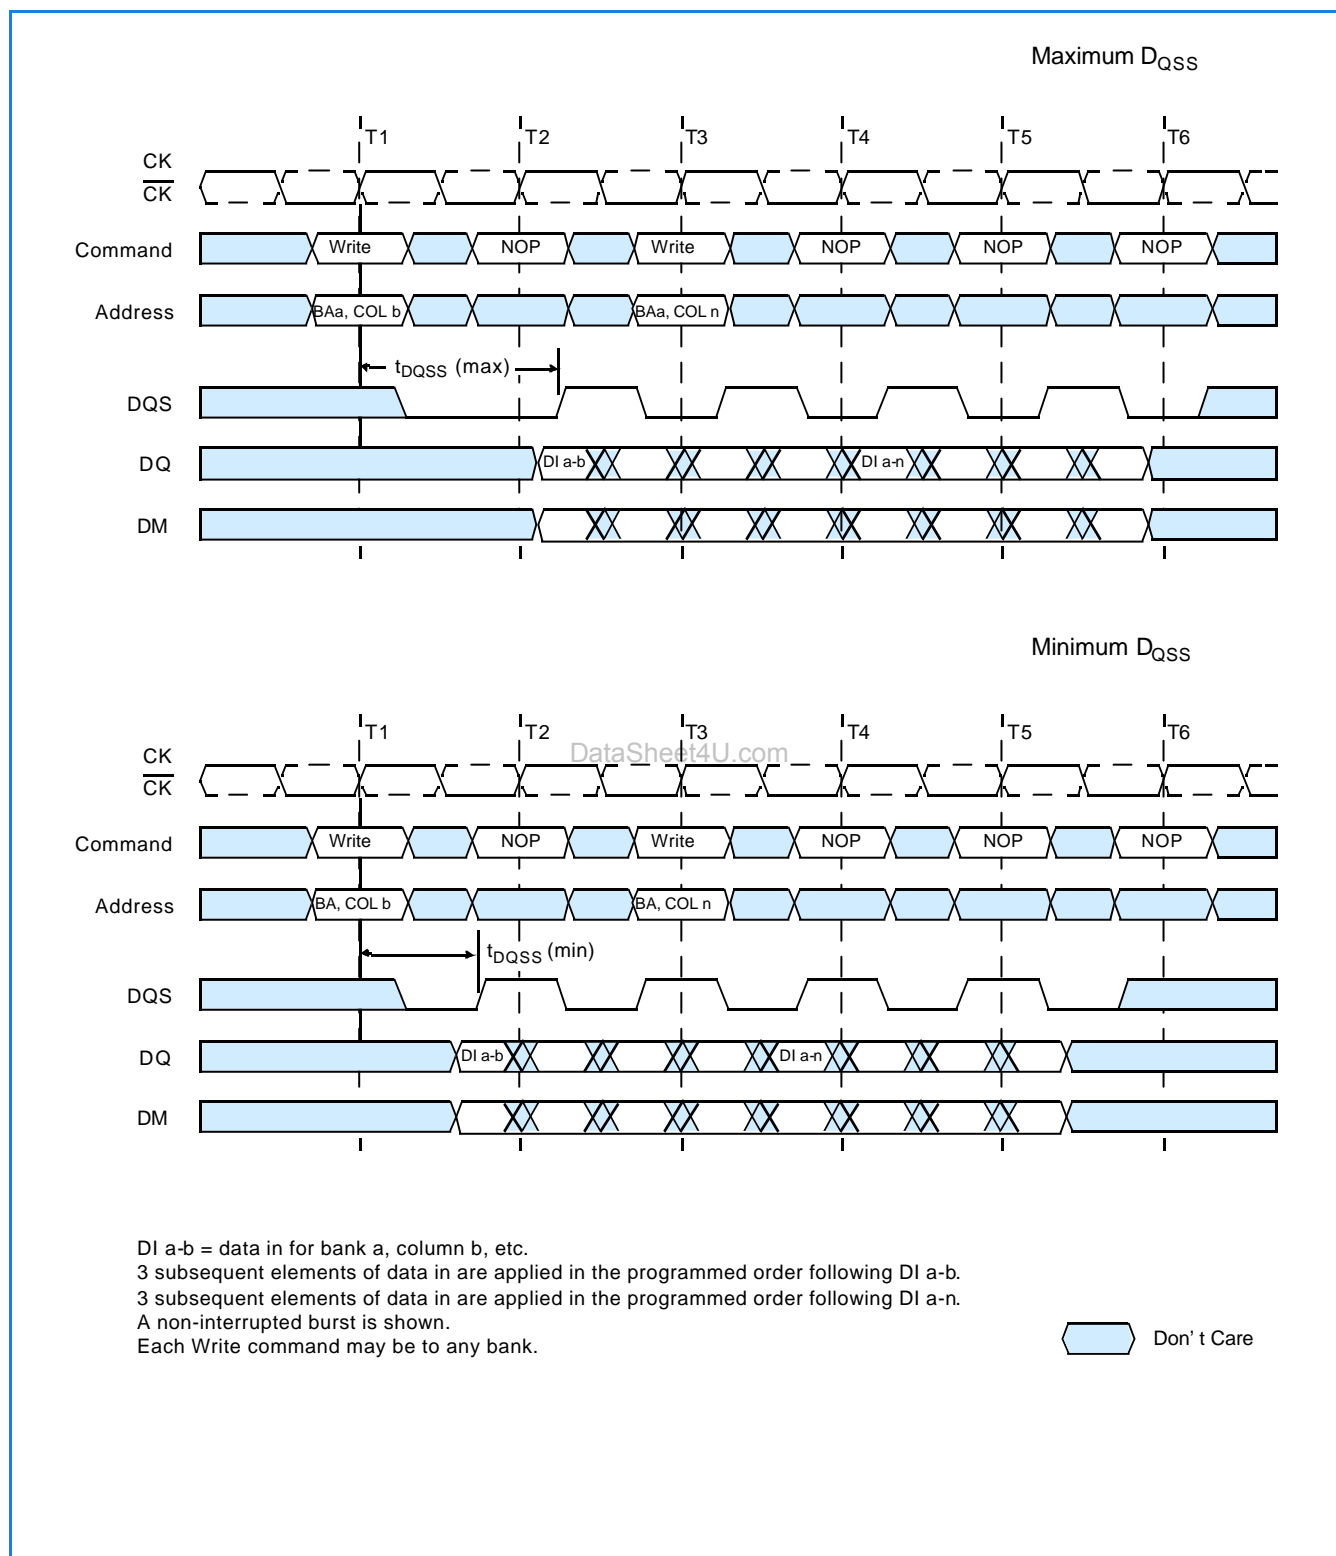 Maximum DQSS
T1 T2 T3 T4 T5 T6
CK
CK
Command Write NOP Write NOP NOP NOP
Address BAa, COL b BAa, COL n
tDQSS (max)
DQS
DQ DI a-b DI a-n
DM
Minimum DQSS
T1 T2 T3 T4 T5 T6
DataSheet4U.com
CK
CK
Command Write NOP Write NOP NOP NOP
Address BA, COL b BA, COL n
tDQSS (min)
DQS
DQ DI a-b DI a-n
DM
DI a-b = data in for bank a, column b, etc.
3 subsequent elements of data in are applied in the programmed order following DI a-b.
3 subsequent elements of data in are applied in the programmed order following DI a-n.
A non-interrupted burst is shown.
Each Write command may be to any bank.
Don' t Care